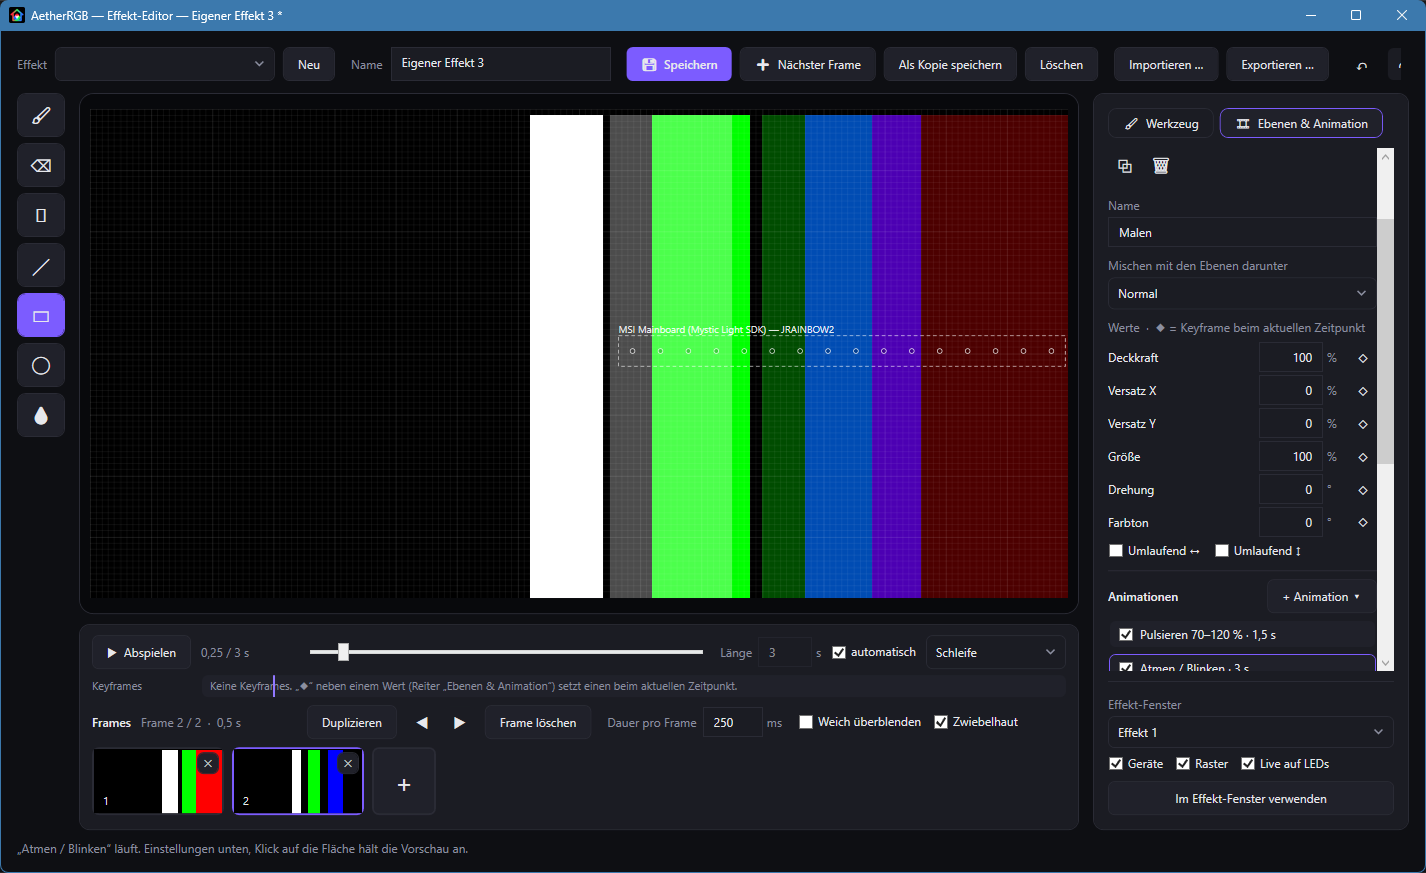 AetherRGB — Effekt-Editor — Eigener Effekt 3 *
Effekt
Neu
Name
Eigener Effekt 3
Speichern
Nächster Frame
Als Kopie speichern
Löschen
Importieren ...
Exportieren ...
Werkzeug
Ebenen & Animation
Name
Malen
Mischen mit den Ebenen darunter
Normal
Werte · ◆ = Keyframe beim aktuellen Zeitpunkt
Deckkraft 100 %
Versatz X 0 %
Versatz Y 0 %
Größe 100 %
Drehung 0 °
Farbton 0 °
Umlaufend ↔ Umlaufend ↕
Animationen
+ Animation ▾
Pulsieren 70–120 % · 1,5 s
Atmen / Blinken · 3 s
Effekt-Fenster
Effekt 1
Geräte Raster Live auf LEDs
Im Effekt-Fenster verwenden
MSI Mainboard (Mystic Light SDK) — JRAINBOW2
Abspielen
0,25 / 3 s
Länge 3 s
automatisch
Schleife
Keyframes
Keine Keyframes. „◆“ neben einem Wert (Reiter „Ebenen & Animation“) setzt einen beim aktuellen Zeitpunkt.
Frames Frame 2 / 2 · 0,5 s
Duplizieren
Frame löschen
Dauer pro Frame 250 ms
Weich überblenden
Zwiebelhaut
1
2
+
„Atmen / Blinken“ läuft. Einstellungen unten, Klick auf die Fläche hält die Vorschau an.